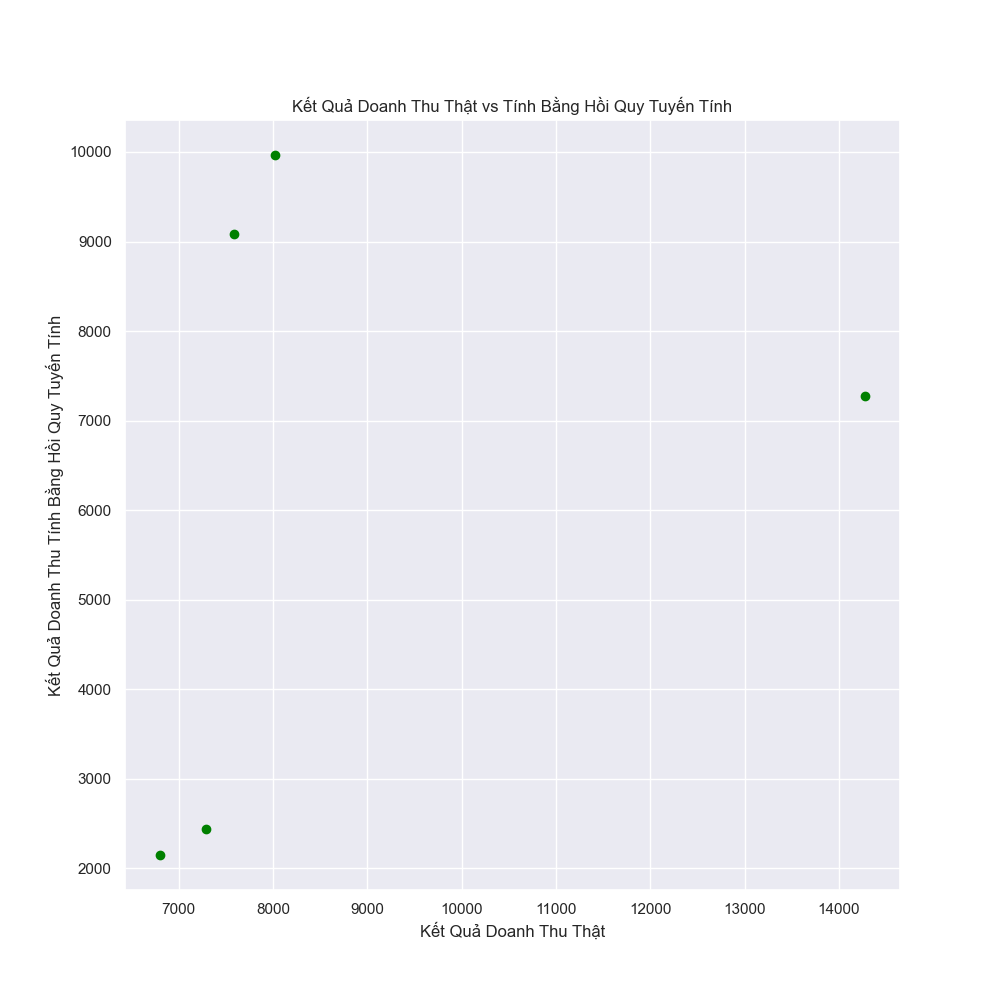 Kết Quả Doanh Thu Thật vs Tính Bằng Hồi Quy Tuyến Tính
10000
9000
8000
7000
6000
5000
4000
3000
2000
Kết Quả Doanh Thu Tính Bằng Hồi Quy Tuyến Tính
7000 8000 9000 10000 11000 12000 13000 14000
Kết Quả Doanh Thu Thật